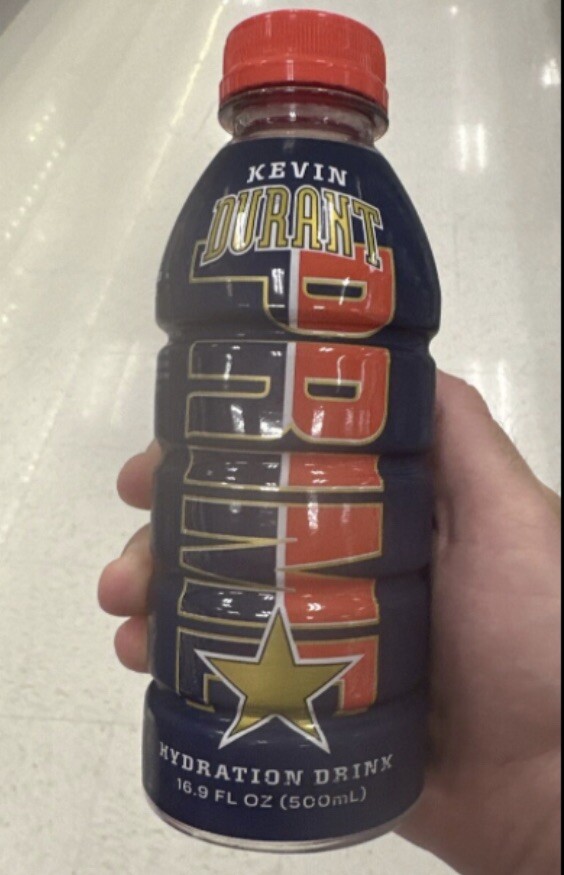 KEVIN
DURANT
PRIME
HYDRATION DRINK
16.9 FL OZ (500mL)